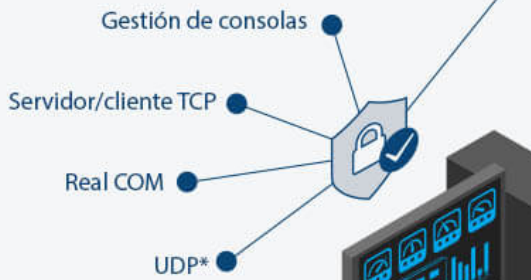 Gestión de consolas
Servidor/cliente TCP
Real COM
UDP*